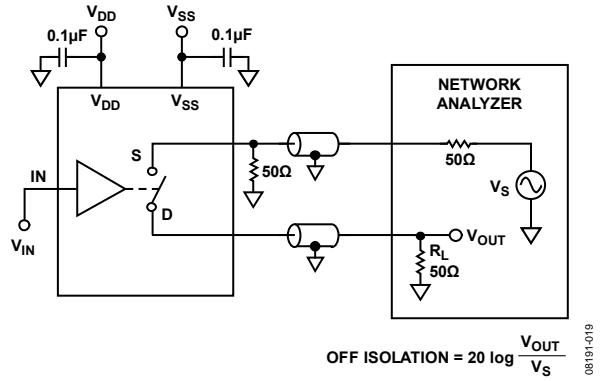 VDD
VSS
0.1µF
0.1µF
VDD
VSS
NETWORK
ANALYZER
S
IN
50Ω
50Ω
VS
D
VOUT
VIN
RL
50Ω
OFF ISOLATION = 20 log VOUT/VS
08191-019